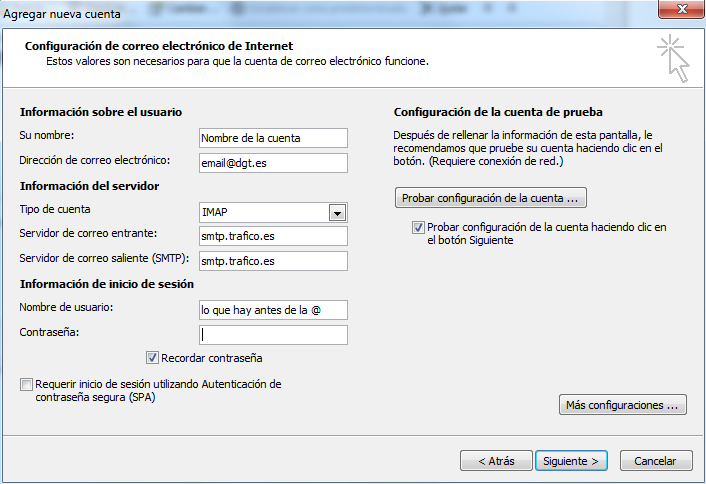 Agregar nueva cuenta
Configuración de correo electrónico de Internet
Estos valores son necesarios para que la cuenta de correo electrónico funcione.
Información sobre el usuario
Su nombre:
Nombre de la cuenta
Dirección de correo electrónico:
email@dgt.es
Información del servidor
Tipo de cuenta
IMAP
Servidor de correo entrante:
smtp.trafico.es
Servidor de correo saliente (SMTP):
smtp.trafico.es
Información de inicio de sesión
Nombre de usuario:
lo que hay antes de la @
Contraseña:
Recordar contraseña
Requerir inicio de sesión utilizando Autenticación de
contraseña segura (SPA)
Configuración de la cuenta de prueba
Después de rellenar la información de esta pantalla, le
recomendamos que pruebe su cuenta haciendo clic en el
botón. (Requiere conexión de red.)
Probar configuración de la cuenta ...
Probar configuración de la cuenta haciendo clic en
el botón Siguiente
Más configuraciones ...
< Atrás
Siguiente >
Cancelar